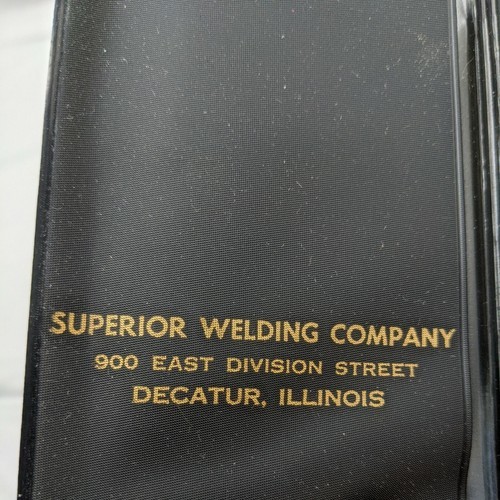 SUPERIOR WELDING COMPANY
900 EAST DIVISION STREET
DECATUR, ILLINOIS